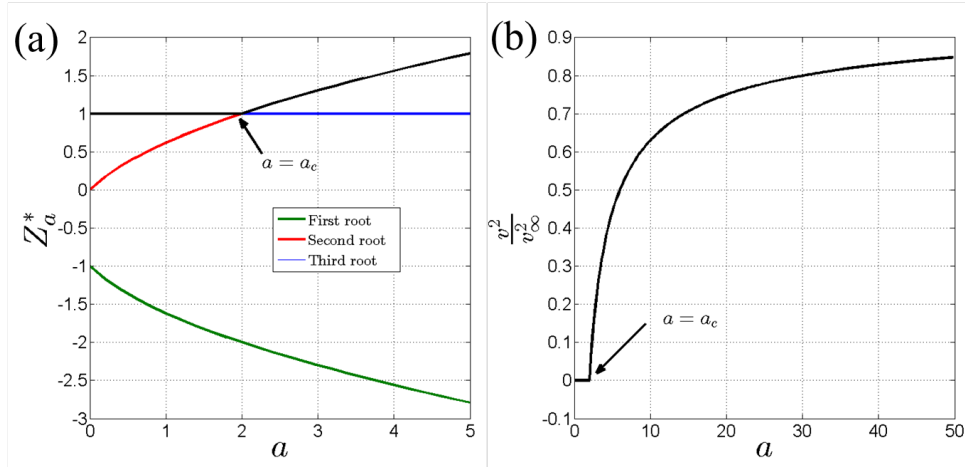 (a)
2
1.5
1
0.5
0
-0.5
-1
-1.5
-2
-2.5
-3
Z*a
a = ac
First root
Second root
Third root
0 1 2 3 4 5
a
(b)
0.9
0.8
0.7
0.6
0.5
0.4
0.3
0.2
0.1
0
-0.1
v²/v²∞
a = ac
0 10 20 30 40 50
a